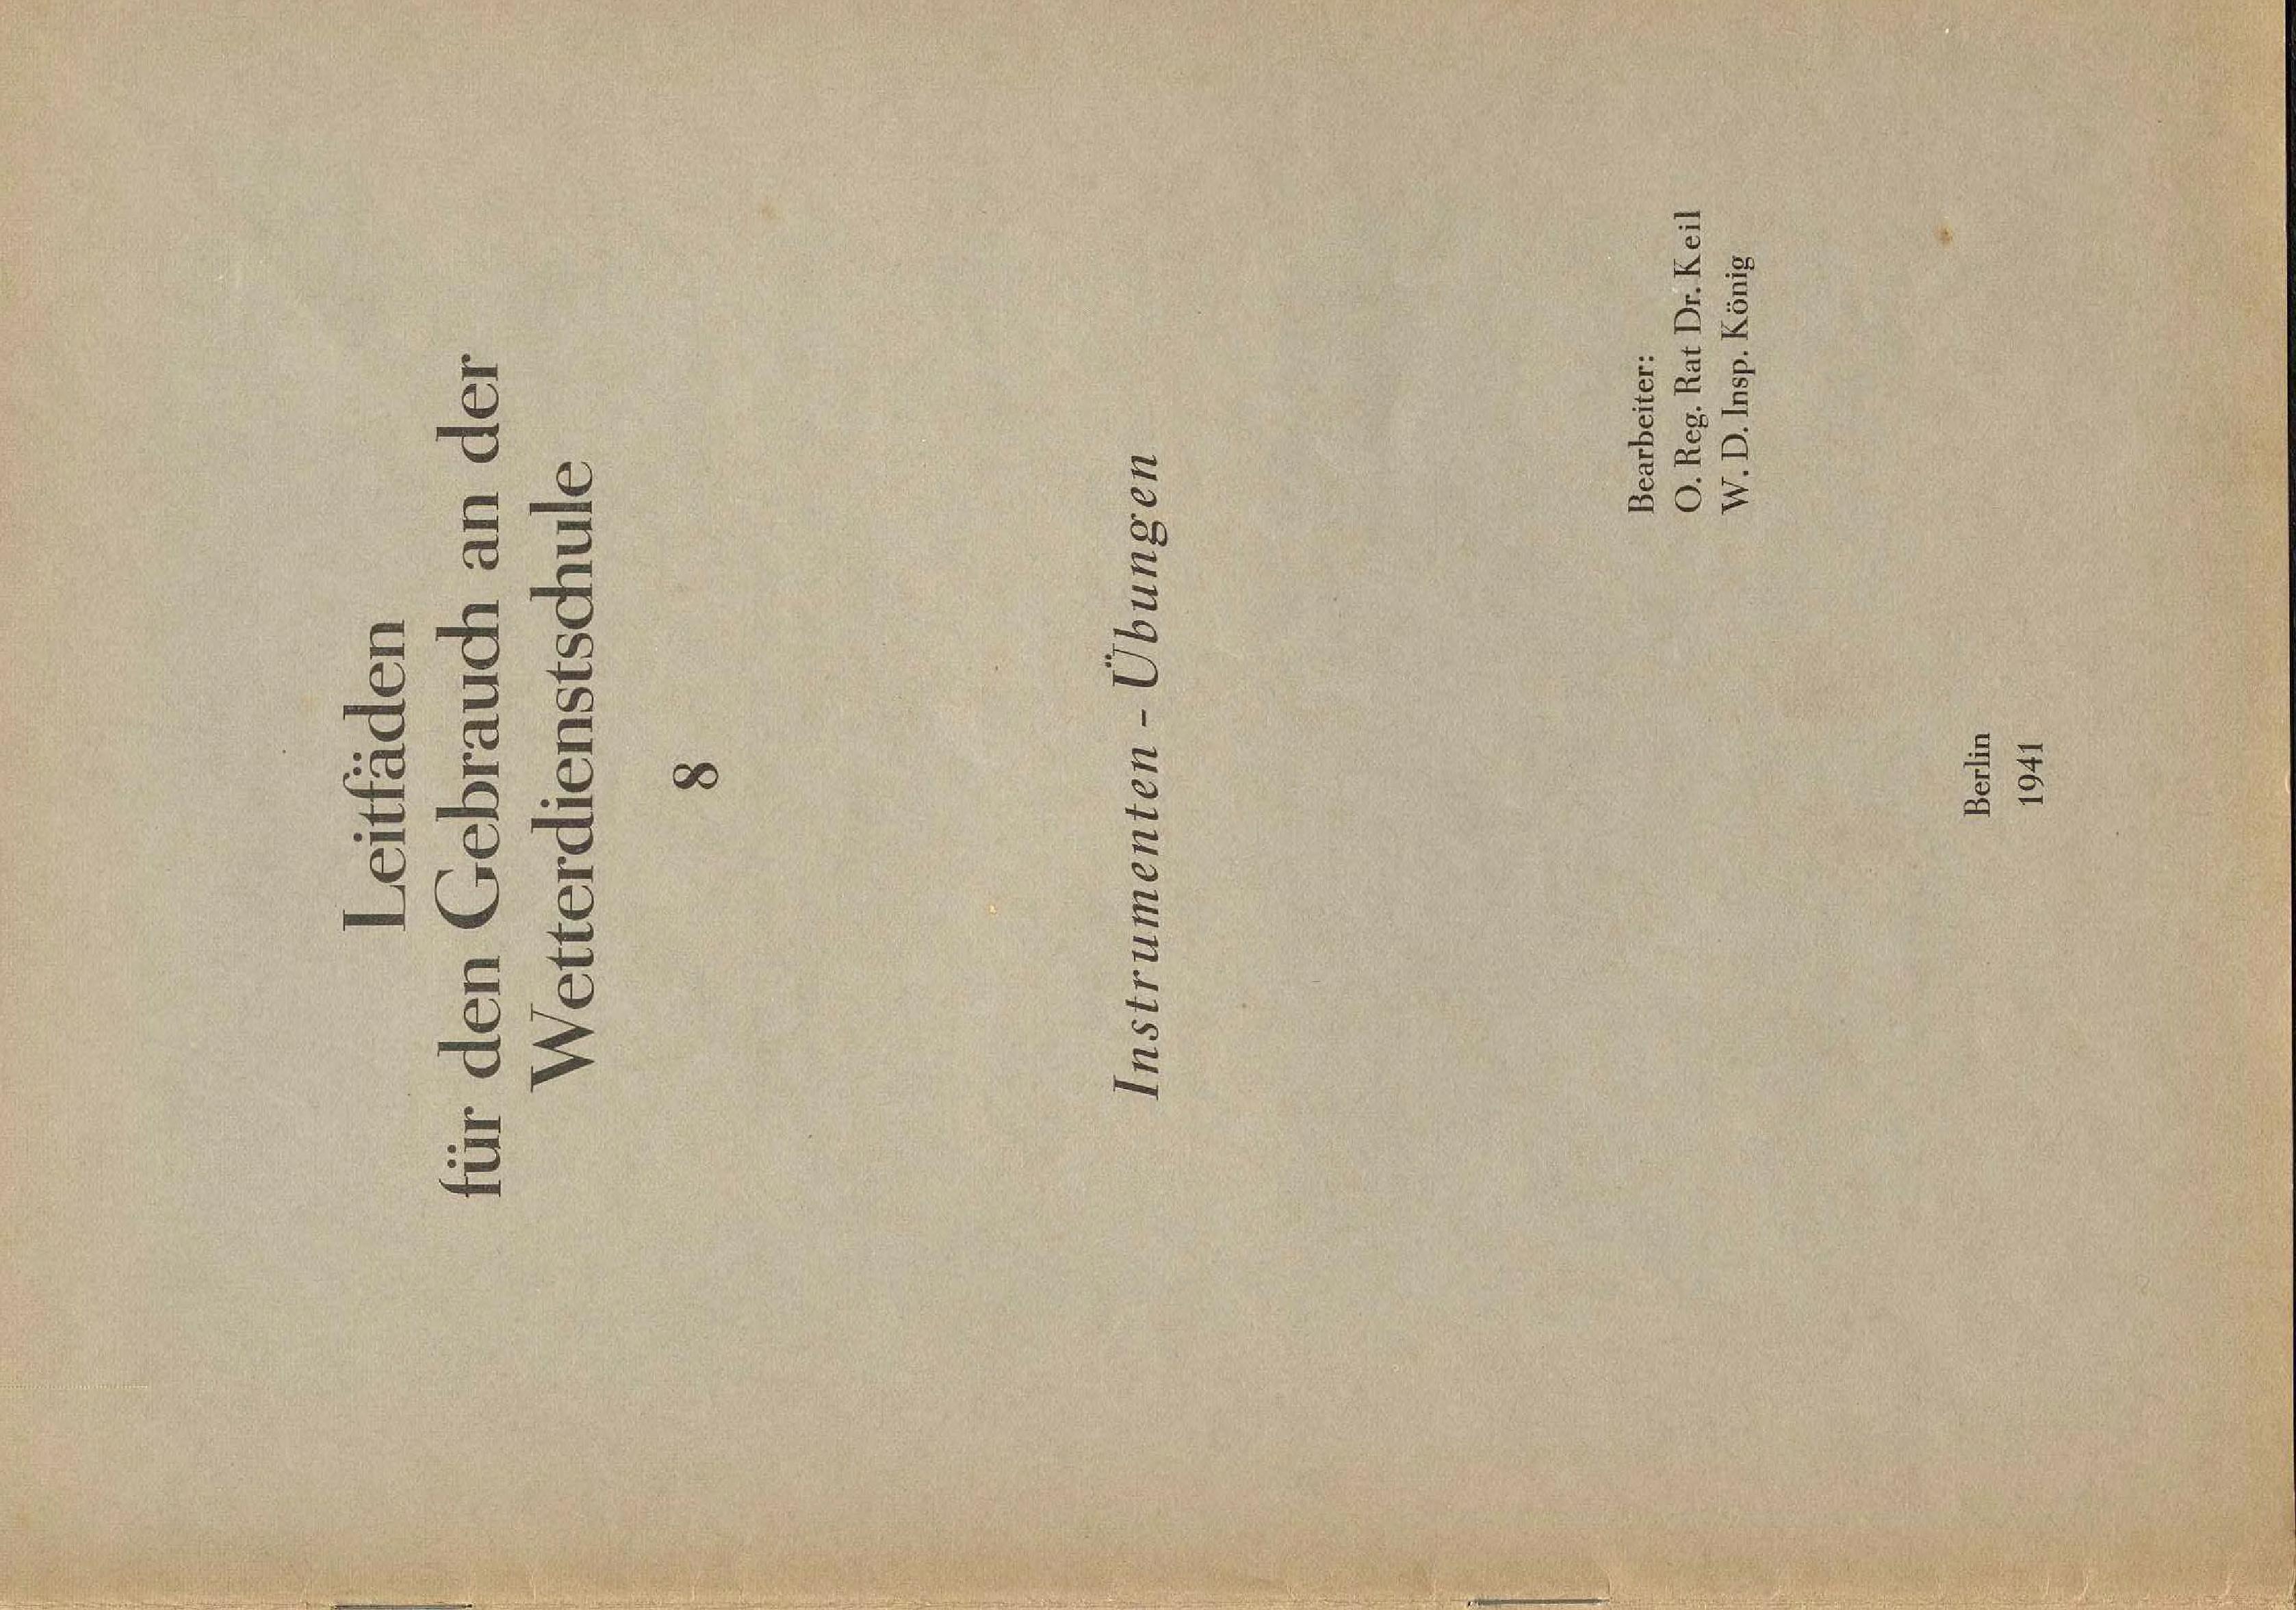 Leitfäden
für den Gebrauch an der
Wetterdienstschule
8
Instrumenten - Übungen
Bearbeiter:
O. Reg. Rat Dr. Keil
W. D. Insp. König
Berlin
1941